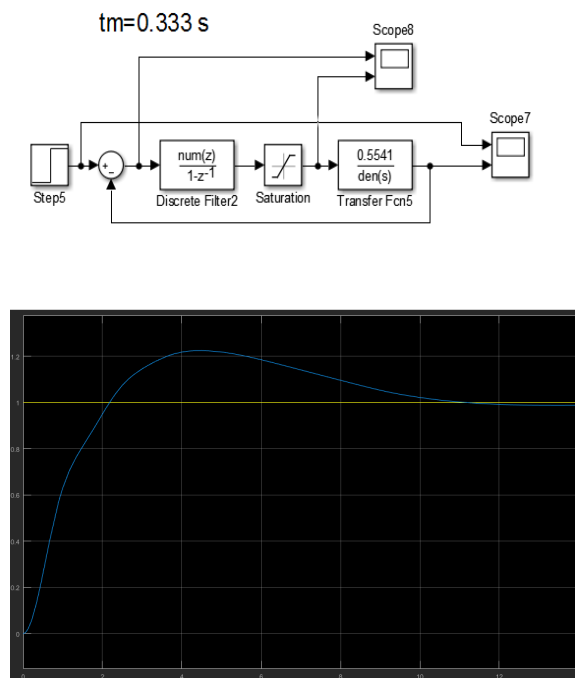 tm=0.333 s
Scope8
Scope7
+
−
num(z)
1-z⁻¹
0.5541
den(s)
Step5
Discrete Filter2
Saturation
Transfer Fcn5
1.2
1
0.8
0.6
0.4
0.2
0
0 2 4 6 8 10 12